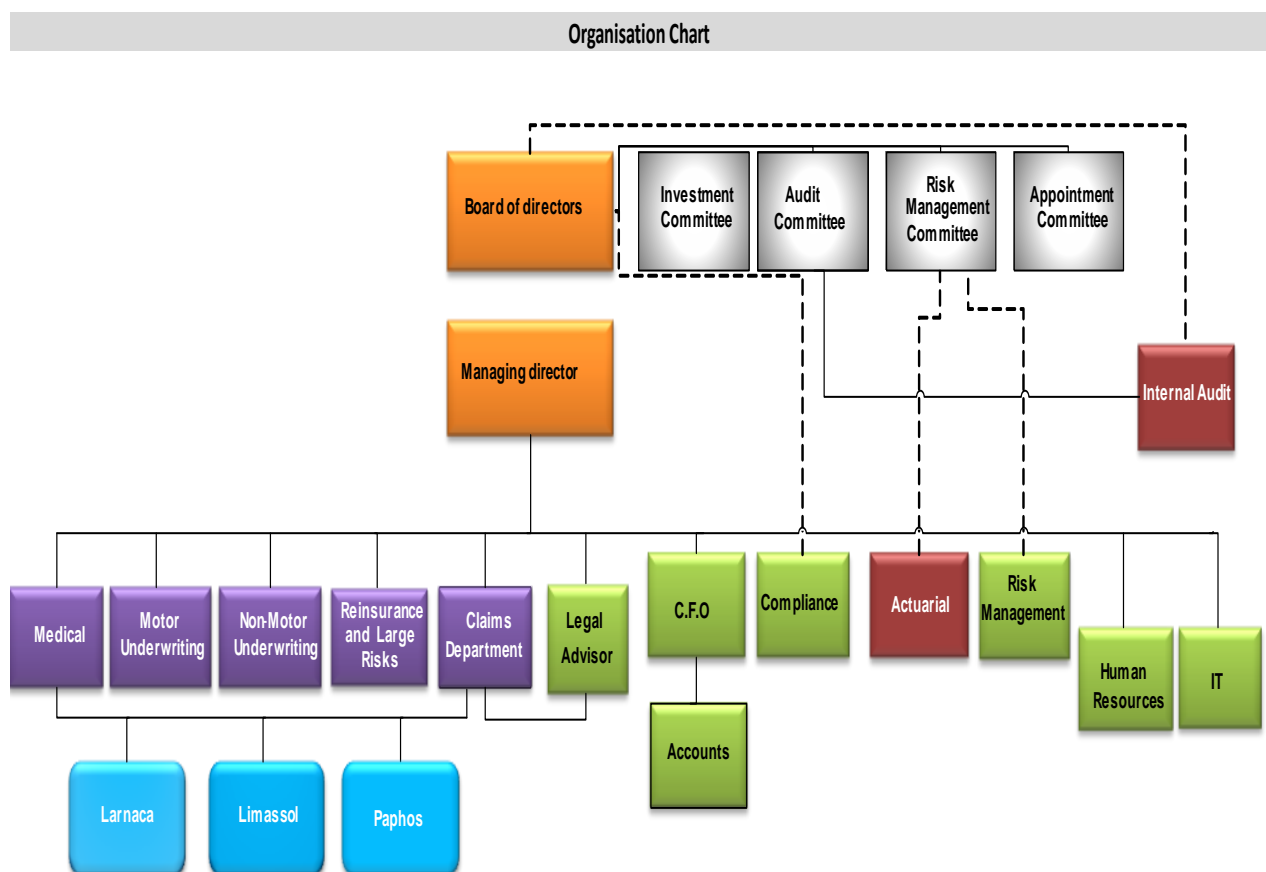 Organisation Chart
Board of directors
Investment
Committee
Audit
Committee
Risk
Management
Committee
Appointment
Committee
Managing director
Internal Audit
Medical
Motor
Underwriting
Non-Motor
Underwriting
Reinsurance
and Large
Risks
Claims
Department
Legal
Advisor
C.F.O
Compliance
Actuarial
Risk
Management
Human
Resources
IT
Accounts
Larnaca
Limassol
Paphos